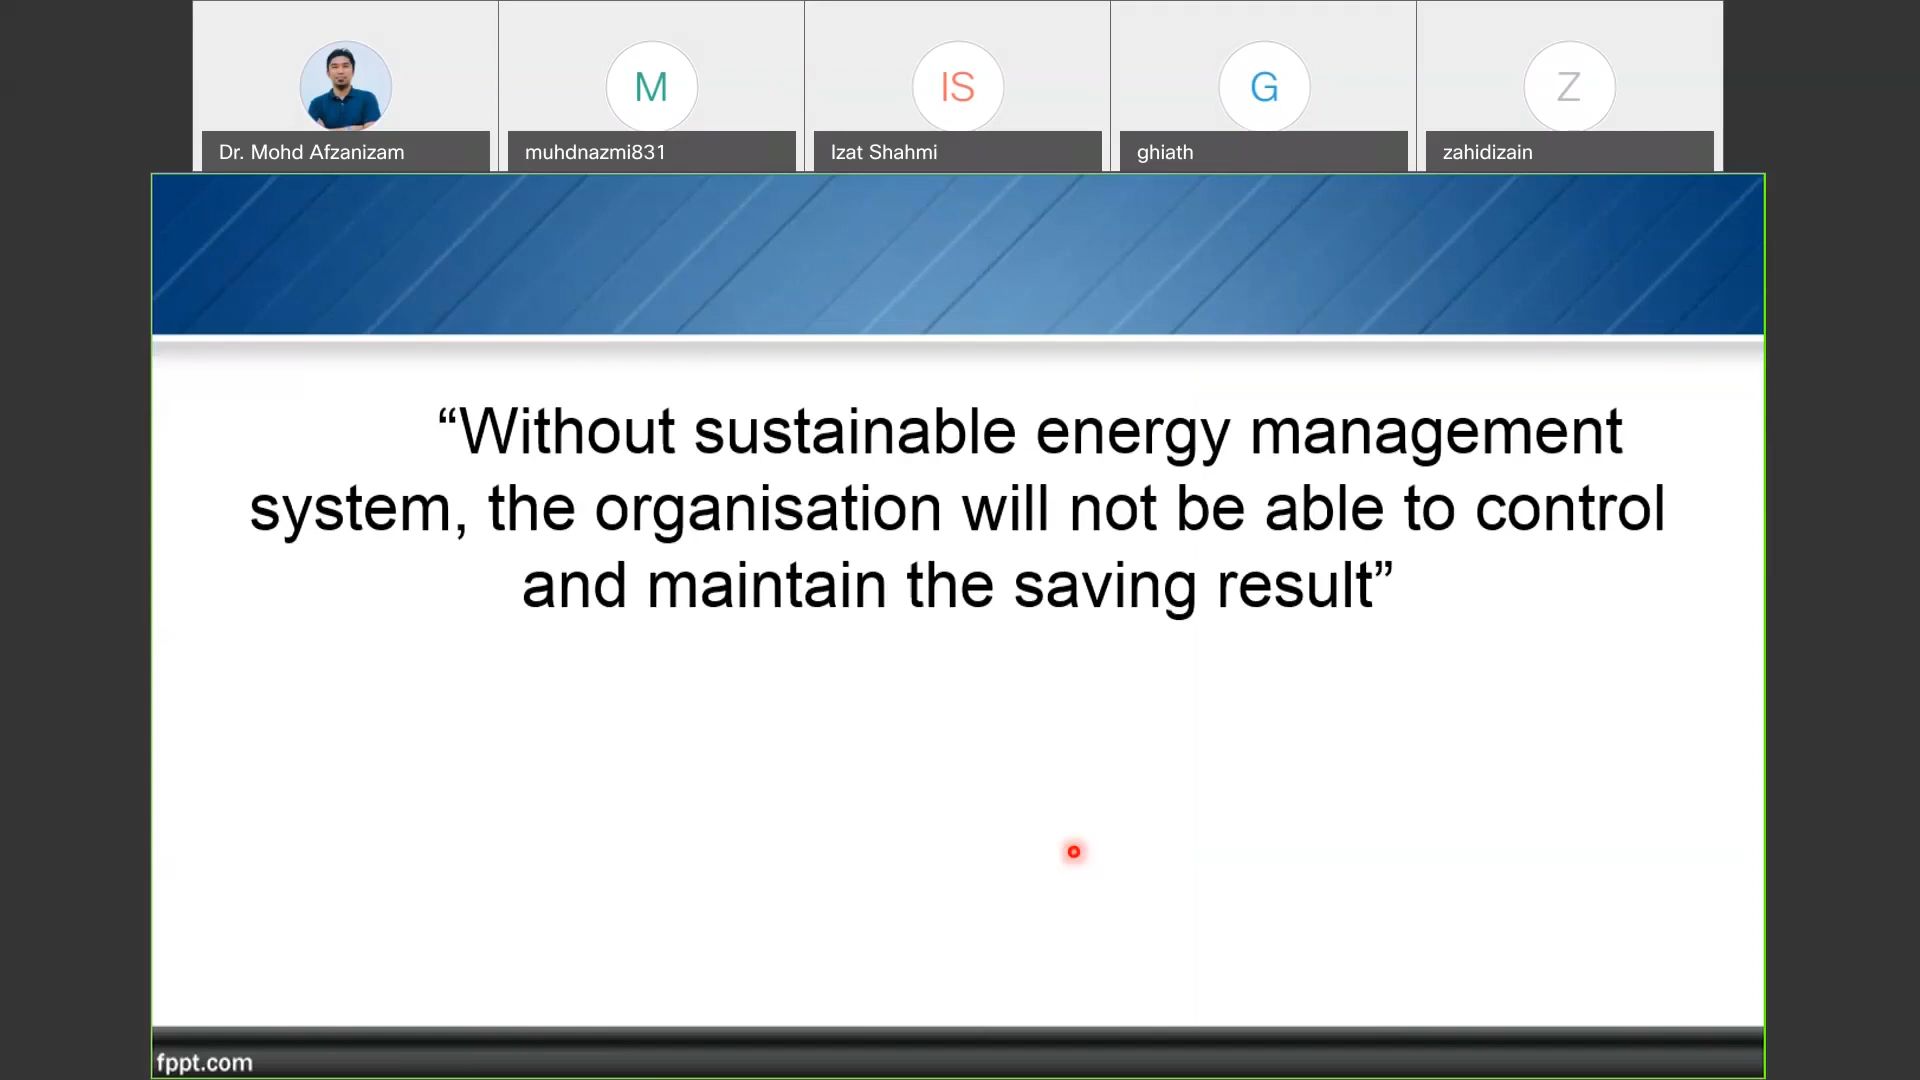 M
IS
G
Z
Dr. Mohd Afzanizam
muhdnazmi831
Izat Shahmi
ghiath
zahidizain
“Without sustainable energy management
system, the organisation will not be able to control
and maintain the saving result”
fppt.com